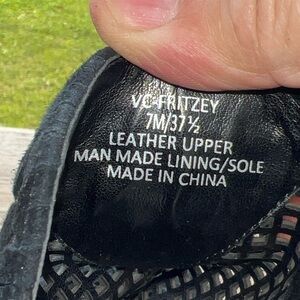 VC-FRITZEY
7M/37½
LEATHER UPPER
MAN MADE LINING/SOLE
MADE IN CHINA